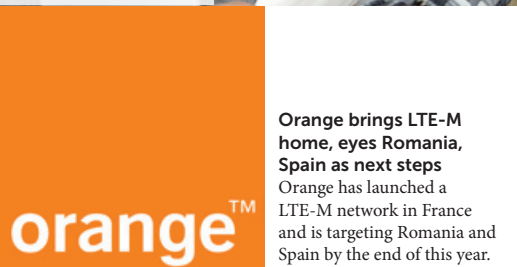 orange™
Orange brings LTE-M
home, eyes Romania,
Spain as next steps
Orange has launched a
LTE-M network in France
and is targeting Romania and
Spain by the end of this year.